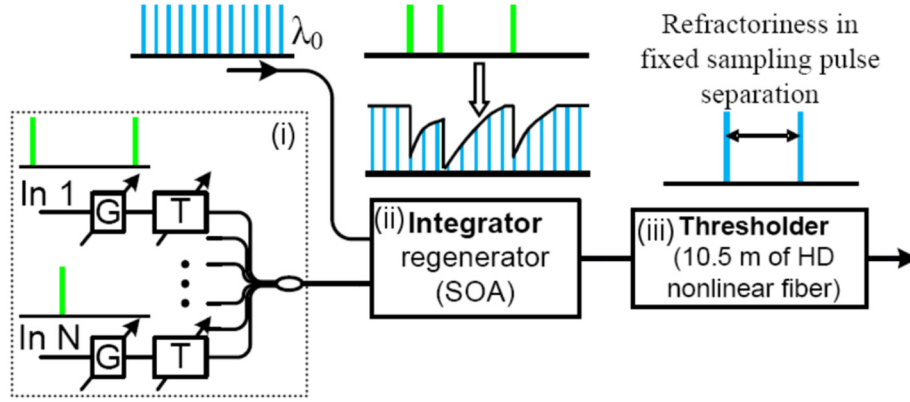 λ₀
Refractoriness in
fixed sampling pulse
separation
(i)
In 1
G
T
(ii) Integrator
regenerator
(SOA)
(iii) Thresholder
(10.5 m of HD
nonlinear fiber)
In N
G
T